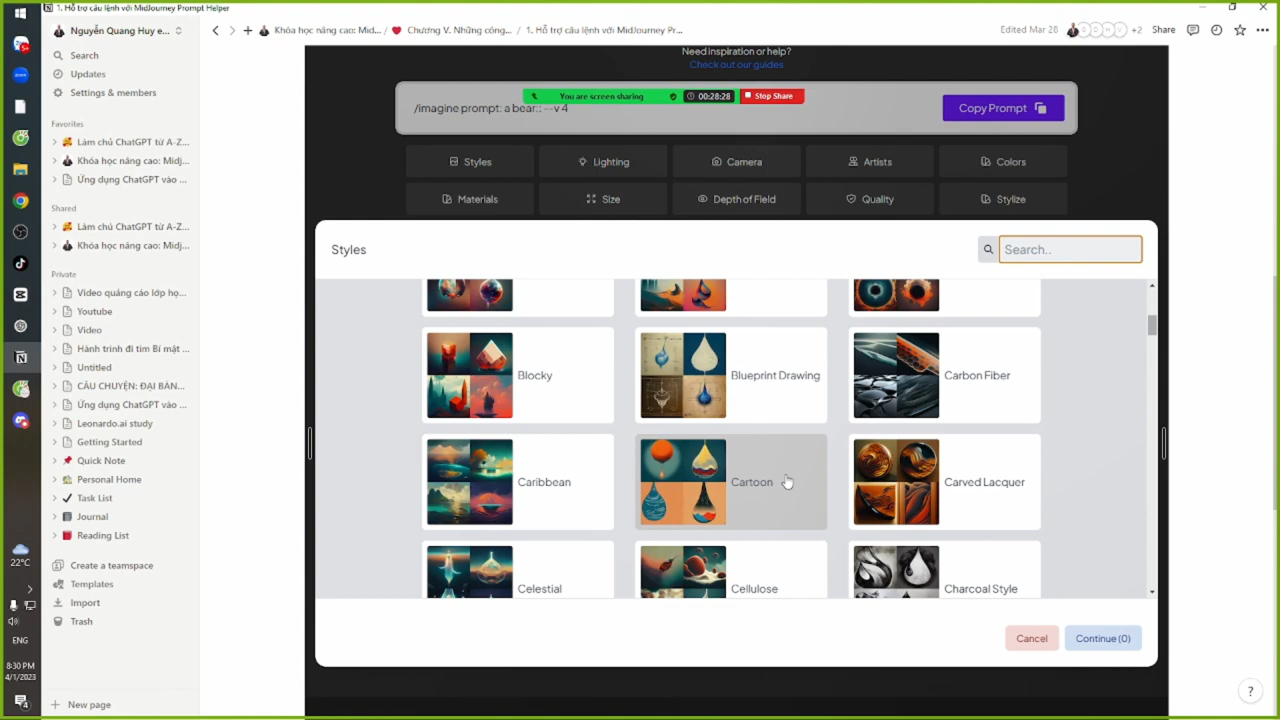 1. Hỗ trợ câu lệnh với MidJourney Prompt Helper
Nguyễn Quang Huy e...
Khóa học nâng cao: Mid... / Chương V. Những công... / 1. Hỗ trợ câu lệnh với MidJourney Pr...
Edited Mar 28
+2
Share
Search
Updates
Settings & members
Favorites
Làm chủ ChatGPT từ A-Z...
Khóa học nâng cao: Midj...
Ứng dụng ChatGPT vào ...
Shared
Làm chủ ChatGPT từ A-Z...
Khóa học nâng cao: Midj...
Private
Video quảng cáo lớp họ...
Youtube
Video
Hành trình đi tìm Bí mật ...
Untitled
CÂU CHUYỆN: ĐẠI BÀN...
Ứng dụng ChatGPT vào ...
Leonardo.ai study
Getting Started
Quick Note
Personal Home
Task List
Journal
Reading List
Create a teamspace
Templates
Import
Trash
New page
22°C
ENG
8:30 PM
4/1/2023
Need inspiration or help?
Check out our guides
You are screen sharing
00:28:28
Stop Share
/imagine prompt: a bear:: --v 4
Copy Prompt
Styles
Lighting
Camera
Artists
Colors
Materials
Size
Depth of Field
Quality
Stylize
Styles
Search..
Blocky
Blueprint Drawing
Carbon Fiber
Caribbean
Cartoon
Carved Lacquer
Celestial
Cellulose
Charcoal Style
Cancel
Continue (0)
?